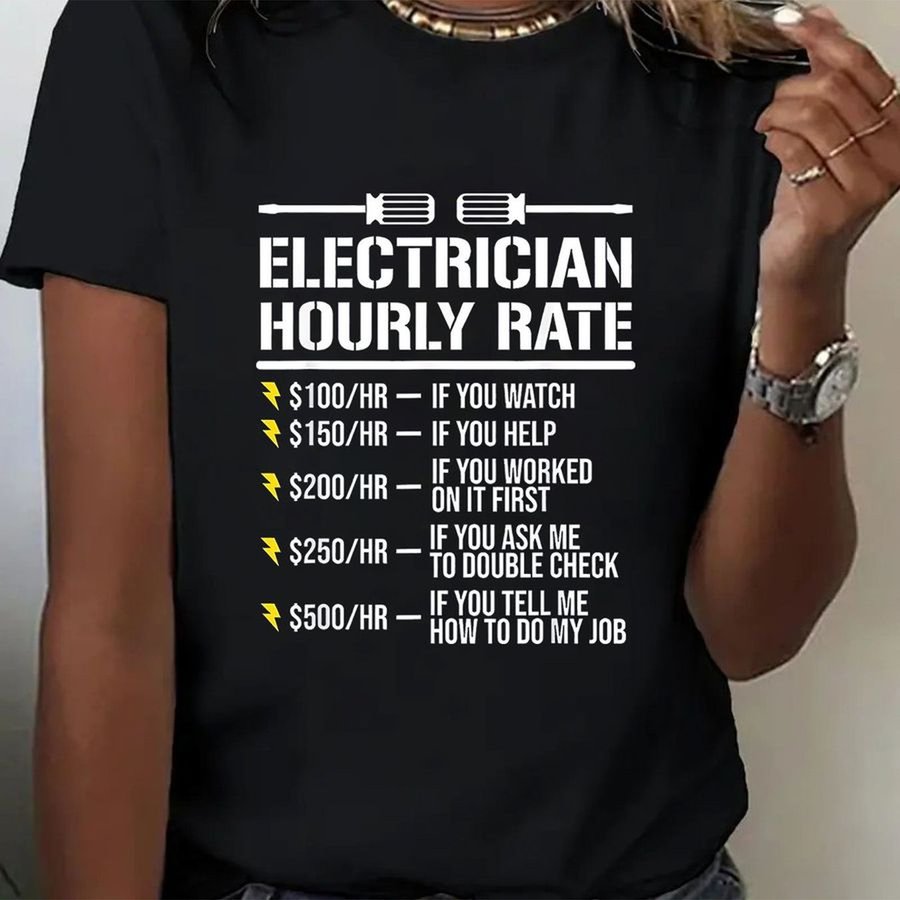 ELECTRICIAN
HOURLY RATE
$100/HR — IF YOU WATCH
$150/HR — IF YOU HELP
$200/HR — IF YOU WORKED
ON IT FIRST
$250/HR — IF YOU ASK ME
TO DOUBLE CHECK
$500/HR — IF YOU TELL ME
HOW TO DO MY JOB